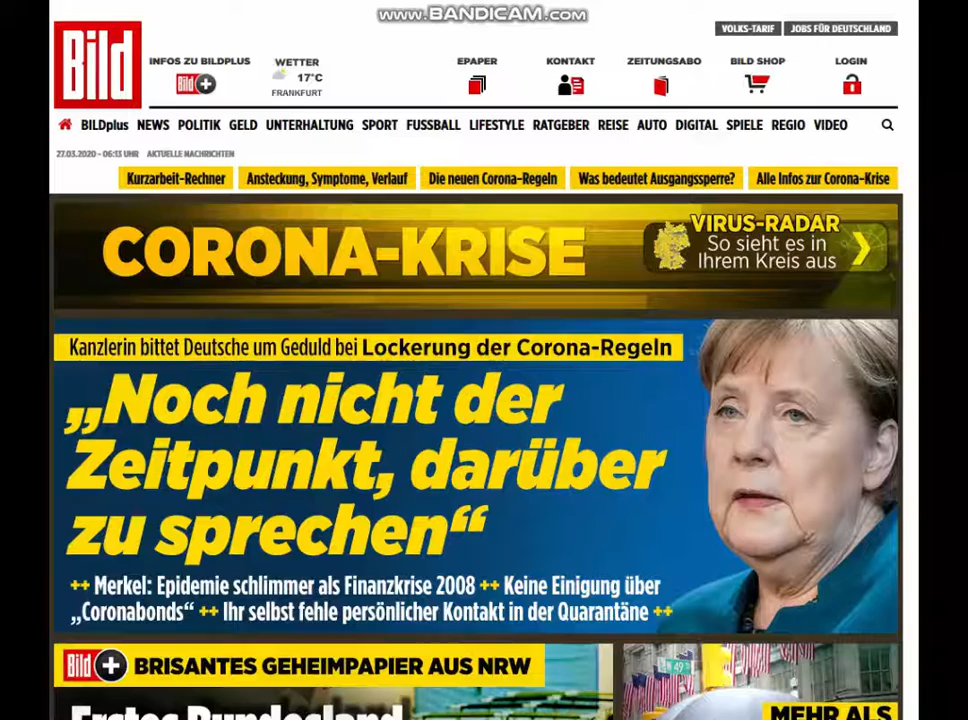 www.BANDICAM.com
VOLKS-TARIF JOBS FÜR DEUTSCHLAND
Bild
INFOS ZU BILDPLUS WETTER EPAPER KONTAKT ZEITUNGSABO BILD SHOP LOGIN
Bild+ 17°C
FRANKFURT
BILDplus NEWS POLITIK GELD UNTERHALTUNG SPORT FUSSBALL LIFESTYLE RATGEBER REISE AUTO DIGITAL SPIELE REGIO VIDEO
27.03.2020 - 06:13 UHR AKTUELLE NACHRICHTEN
Kurzarbeit-Rechner Ansteckung, Symptome, Verlauf Die neuen Corona-Regeln Was bedeutet Ausgangssperre? Alle Infos zur Corona-Krise
CORONA-KRISE
VIRUS-RADAR
So sieht es in
Ihrem Kreis aus
Kanzlerin bittet Deutsche um Geduld bei Lockerung der Corona-Regeln
„Noch nicht der
Zeitpunkt, darüber
zu sprechen“
++ Merkel: Epidemie schlimmer als Finanzkrise 2008 ++ Keine Einigung über
„Coronabonds“ ++ Ihr selbst fehle persönlicher Kontakt in der Quarantäne ++
Bild+ BRISANTES GEHEIMPAPIER AUS NRW
W 49 ST
Erstes Bundesland
MEHR ALS